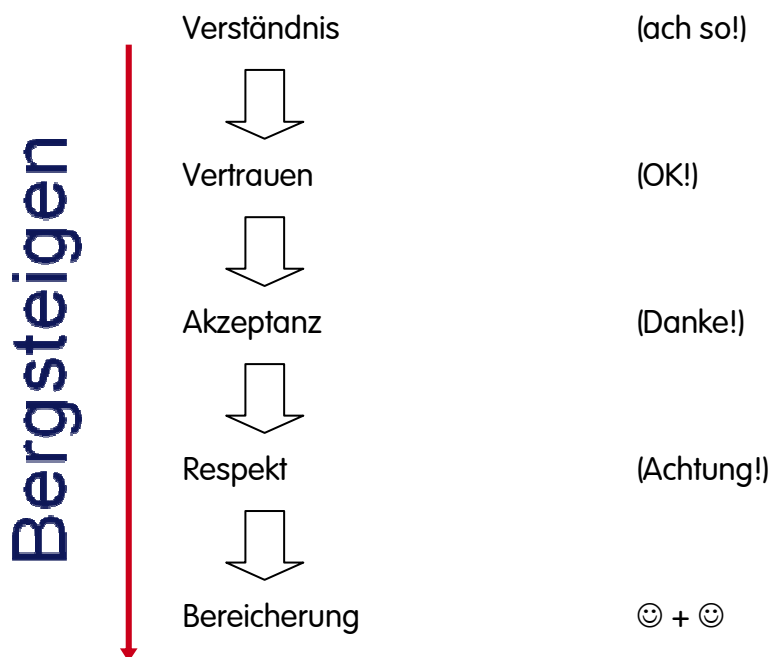 Bergsteigen
Verständnis (ach so!)
Vertrauen (OK!)
Akzeptanz (Danke!)
Respekt (Achtung!)
Bereicherung ☺ + ☺